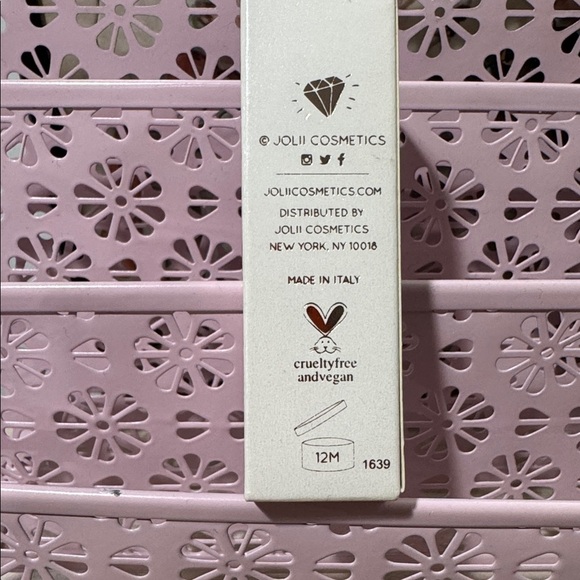 © JOLII COSMETICS
JOLIICOSMETICS.COM
DISTRIBUTED BY
JOLII COSMETICS
NEW YORK, NY 10018
MADE IN ITALY
crueltyfree
andvegan
12M
1639